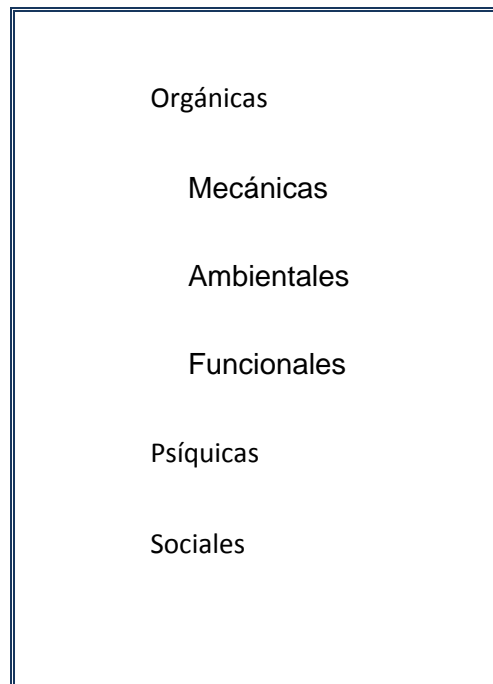 Orgánicas
Mecánicas
Ambientales
Funcionales
Psíquicas
Sociales